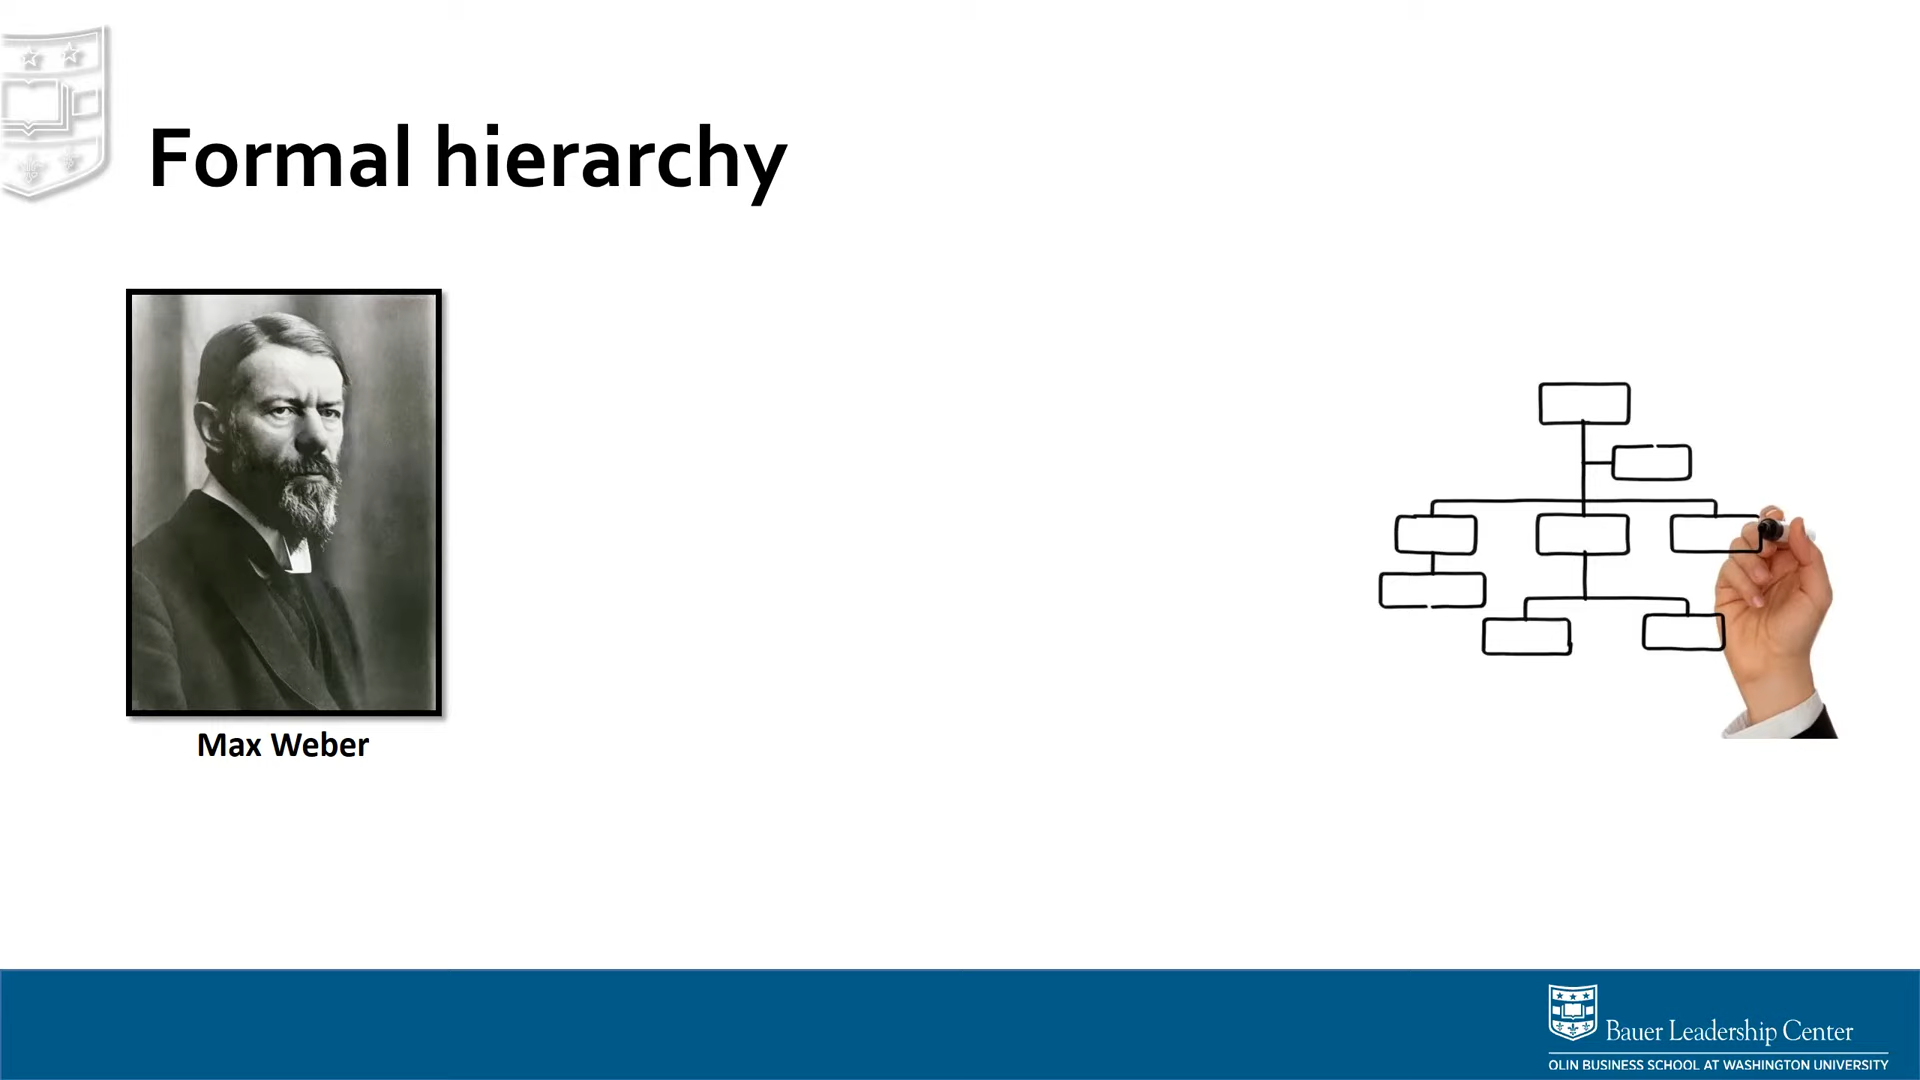 Formal hierarchy
Max Weber
Bauer Leadership Center
OLIN BUSINESS SCHOOL AT WASHINGTON UNIVERSITY